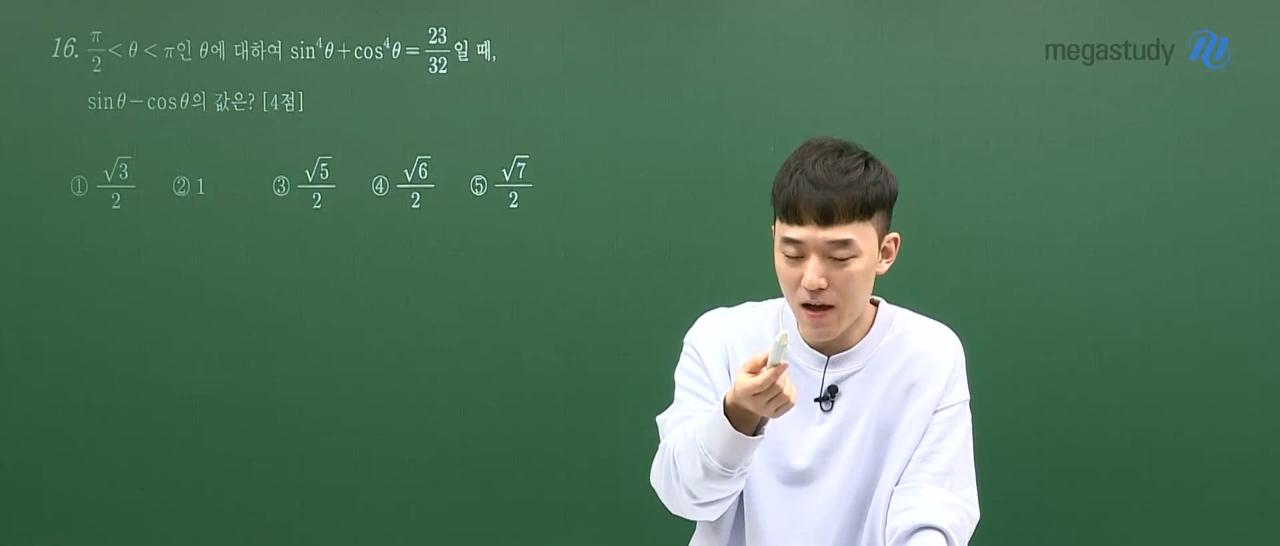 16. π/2 < θ < π인 θ에 대하여 sin⁴θ + cos⁴θ = 23/32일 때,
sinθ − cosθ의 값은? [4점]
① √3/2 ② 1 ③ √5/2 ④ √6/2 ⑤ √7/2
megastudy